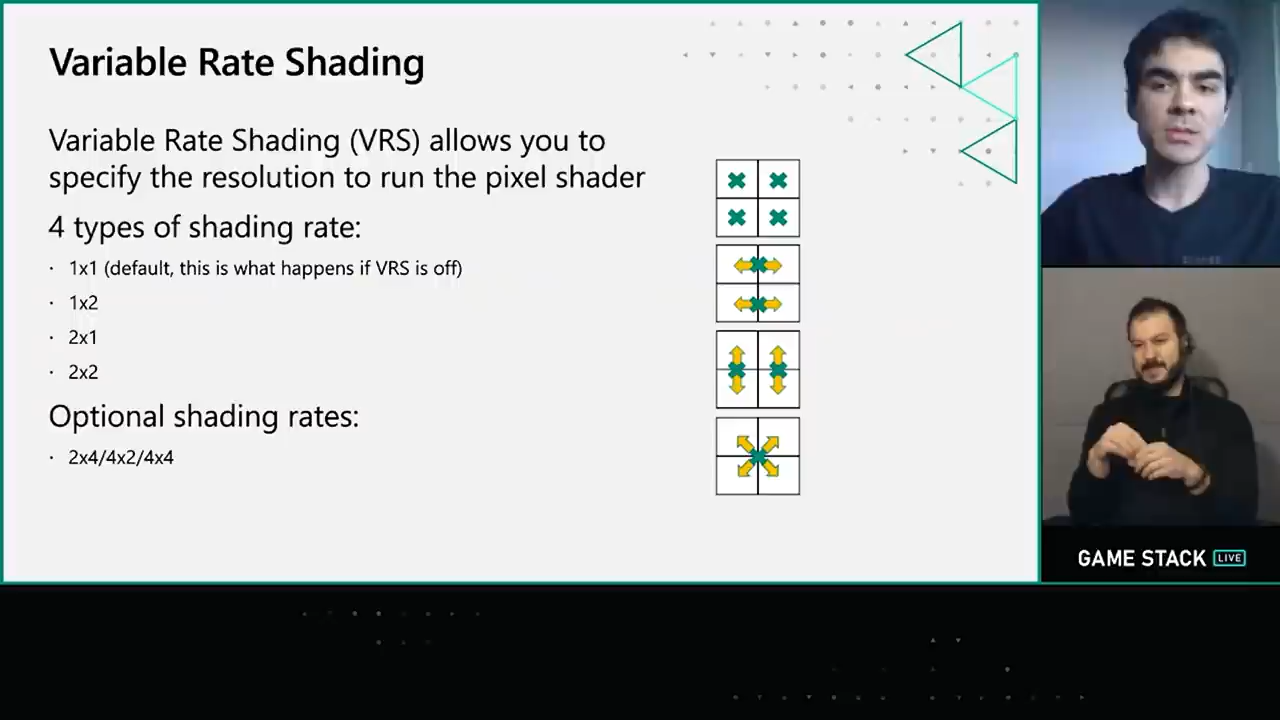 Variable Rate Shading
Variable Rate Shading (VRS) allows you to
specify the resolution to run the pixel shader
4 types of shading rate:
· 1x1 (default, this is what happens if VRS is off)
· 1x2
· 2x1
· 2x2
Optional shading rates:
· 2x4/4x2/4x4
GAME STACK LIVE